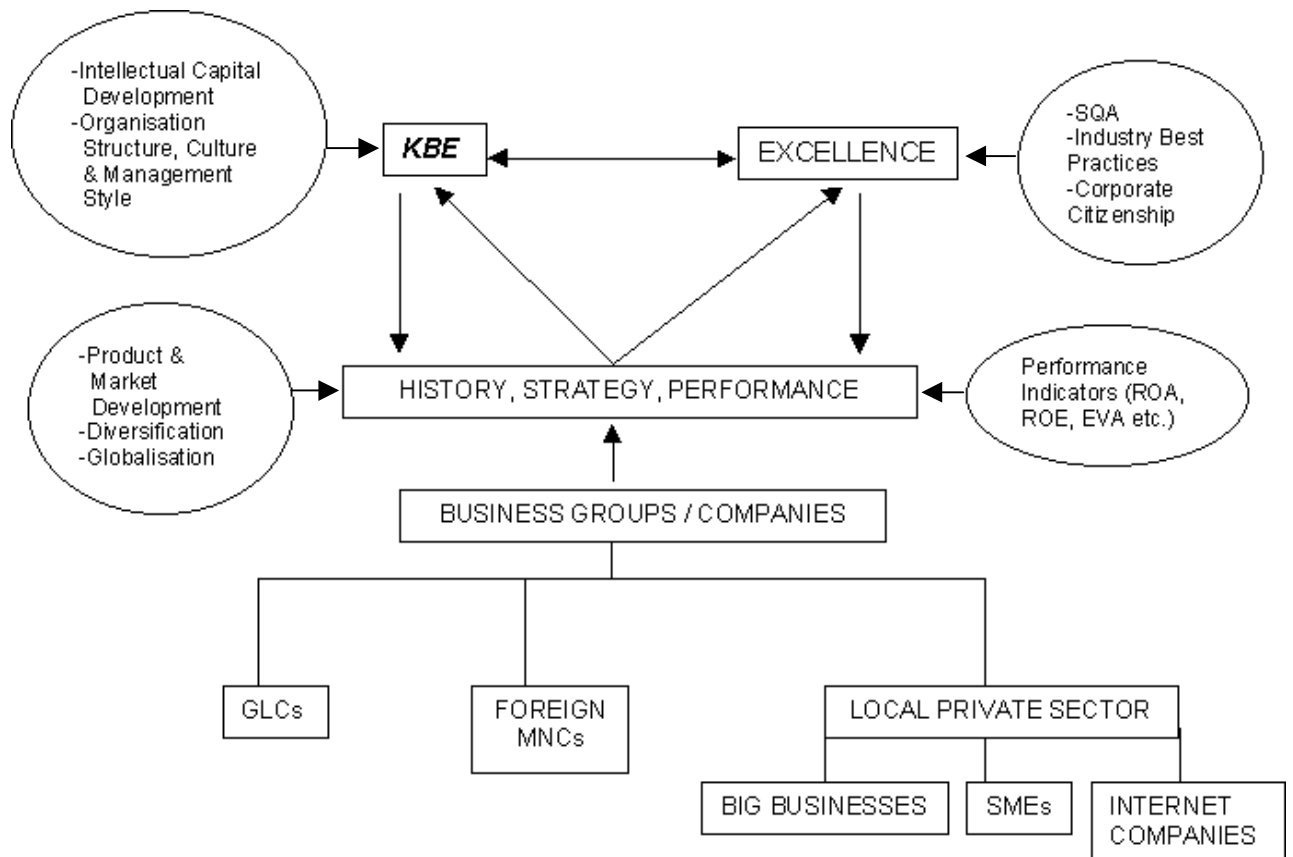 -Intellectual Capital
Development
-Organisation
Structure, Culture
& Management
Style
KBE
EXCELLENCE
-SQA
-Industry Best
Practices
-Corporate
Citizenship
-Product &
Market
Development
-Diversification
-Globalisation
HISTORY, STRATEGY, PERFORMANCE
Performance
Indicators (ROA,
ROE, EVA etc.)
BUSINESS GROUPS / COMPANIES
GLCs
FOREIGN
MNCs
LOCAL PRIVATE SECTOR
BIG BUSINESSES
SMEs
INTERNET
COMPANIES